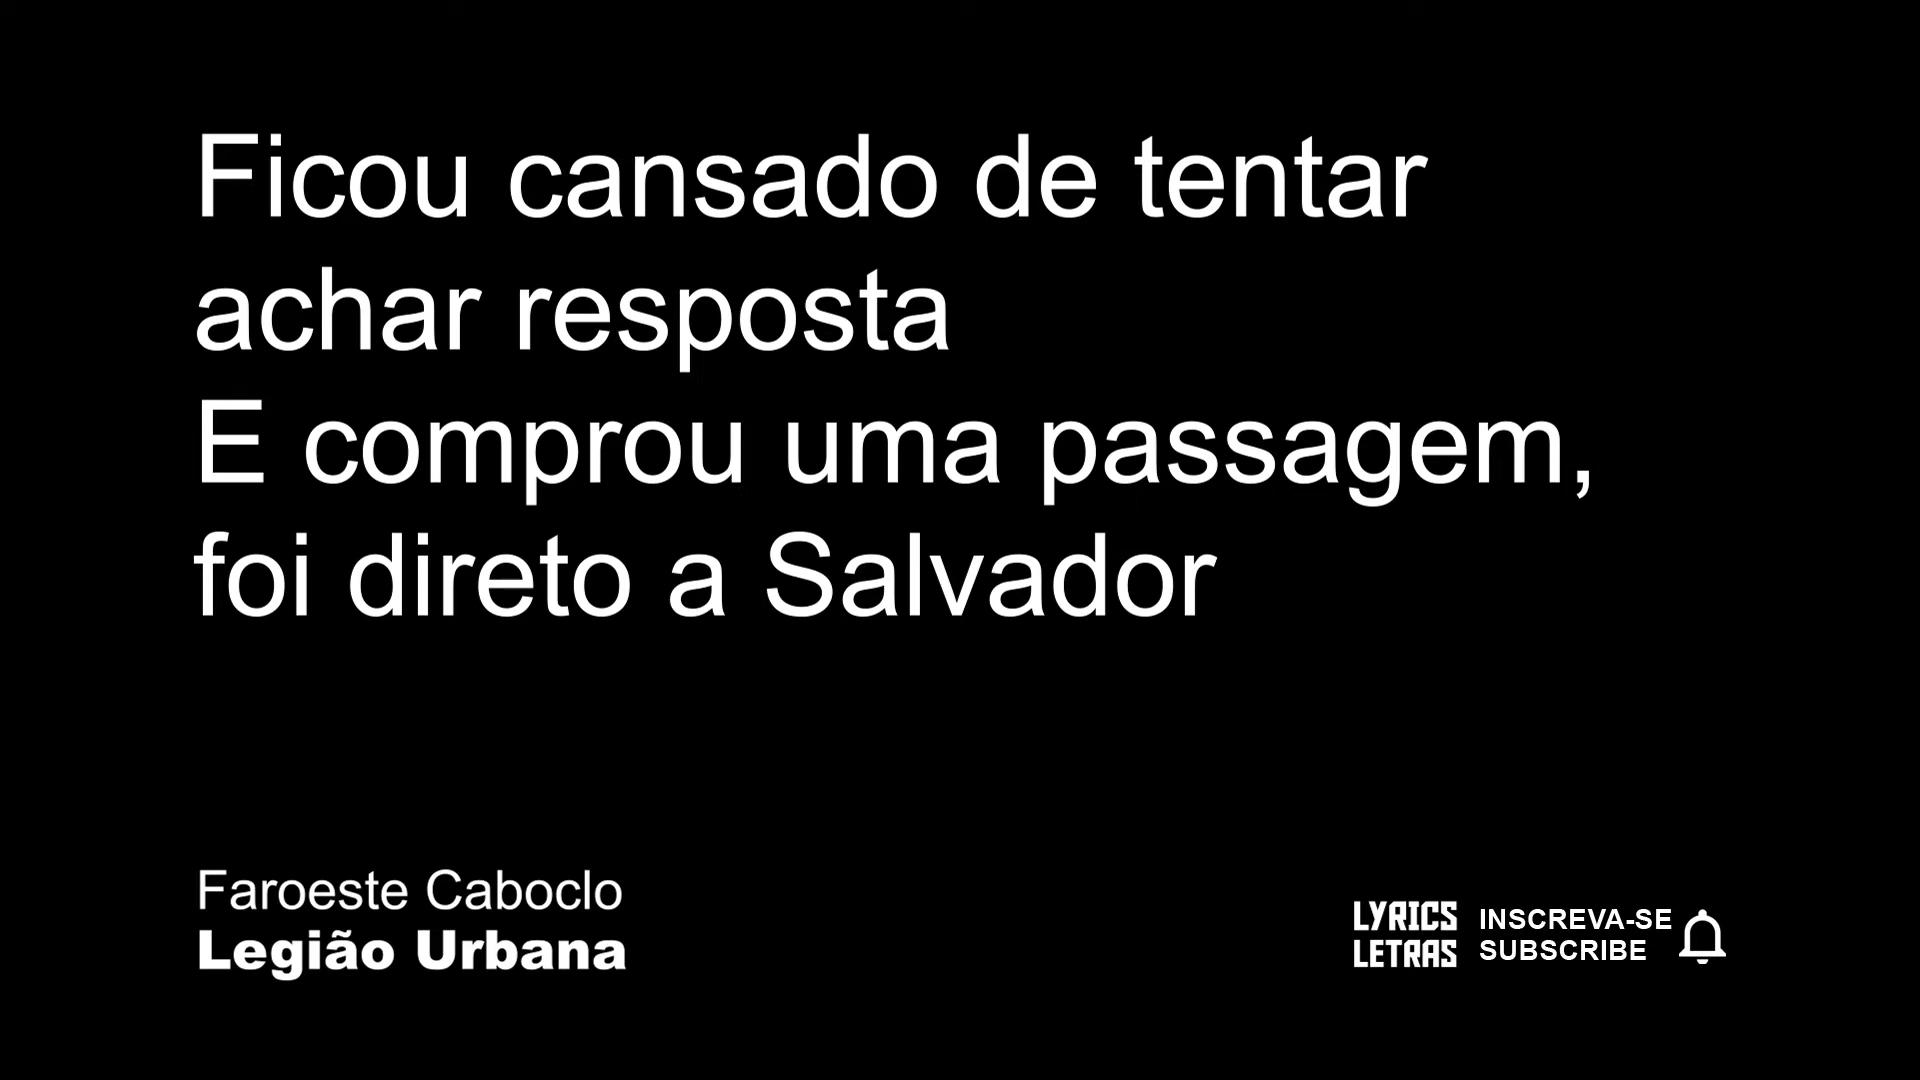 Ficou cansado de tentar
achar resposta
E comprou uma passagem,
foi direto a Salvador
Faroeste Caboclo
Legião Urbana
LYRICS
LETRAS
INSCREVA-SE
SUBSCRIBE